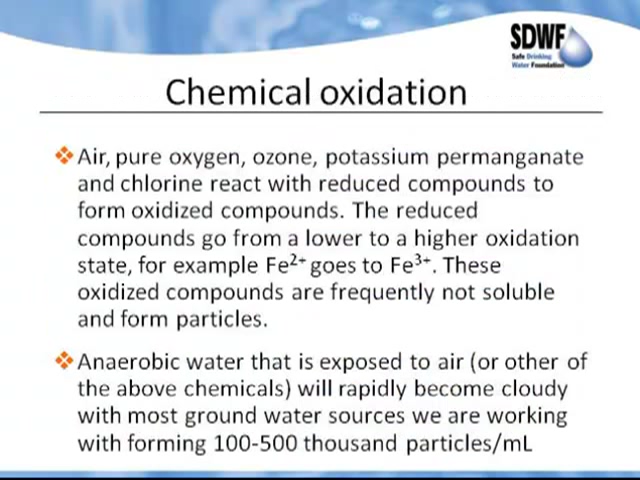 SDWF
Safe Drinking
Water Foundation
Chemical oxidation
❖ Air, pure oxygen, ozone, potassium permanganate
and chlorine react with reduced compounds to
form oxidized compounds. The reduced
compounds go from a lower to a higher oxidation
state, for example Fe²⁺ goes to Fe³⁺. These
oxidized compounds are frequently not soluble
and form particles.
❖ Anaerobic water that is exposed to air (or other of
the above chemicals) will rapidly become cloudy
with most ground water sources we are working
with forming 100-500 thousand particles/mL